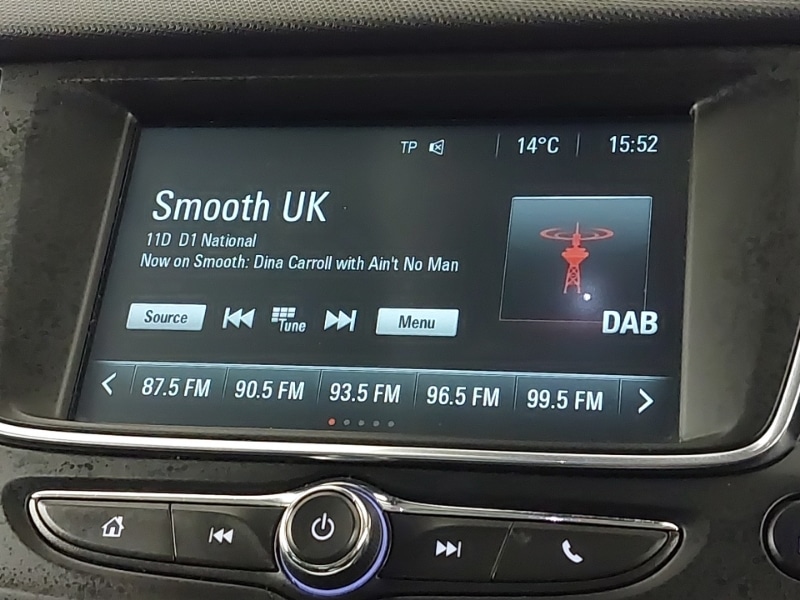 TP 14°C 15:52
Smooth UK
11D D1 National
Now on Smooth: Dina Carroll with Ain't No Man
Source Tune Menu
DAB
87.5 FM 90.5 FM 93.5 FM 96.5 FM 99.5 FM